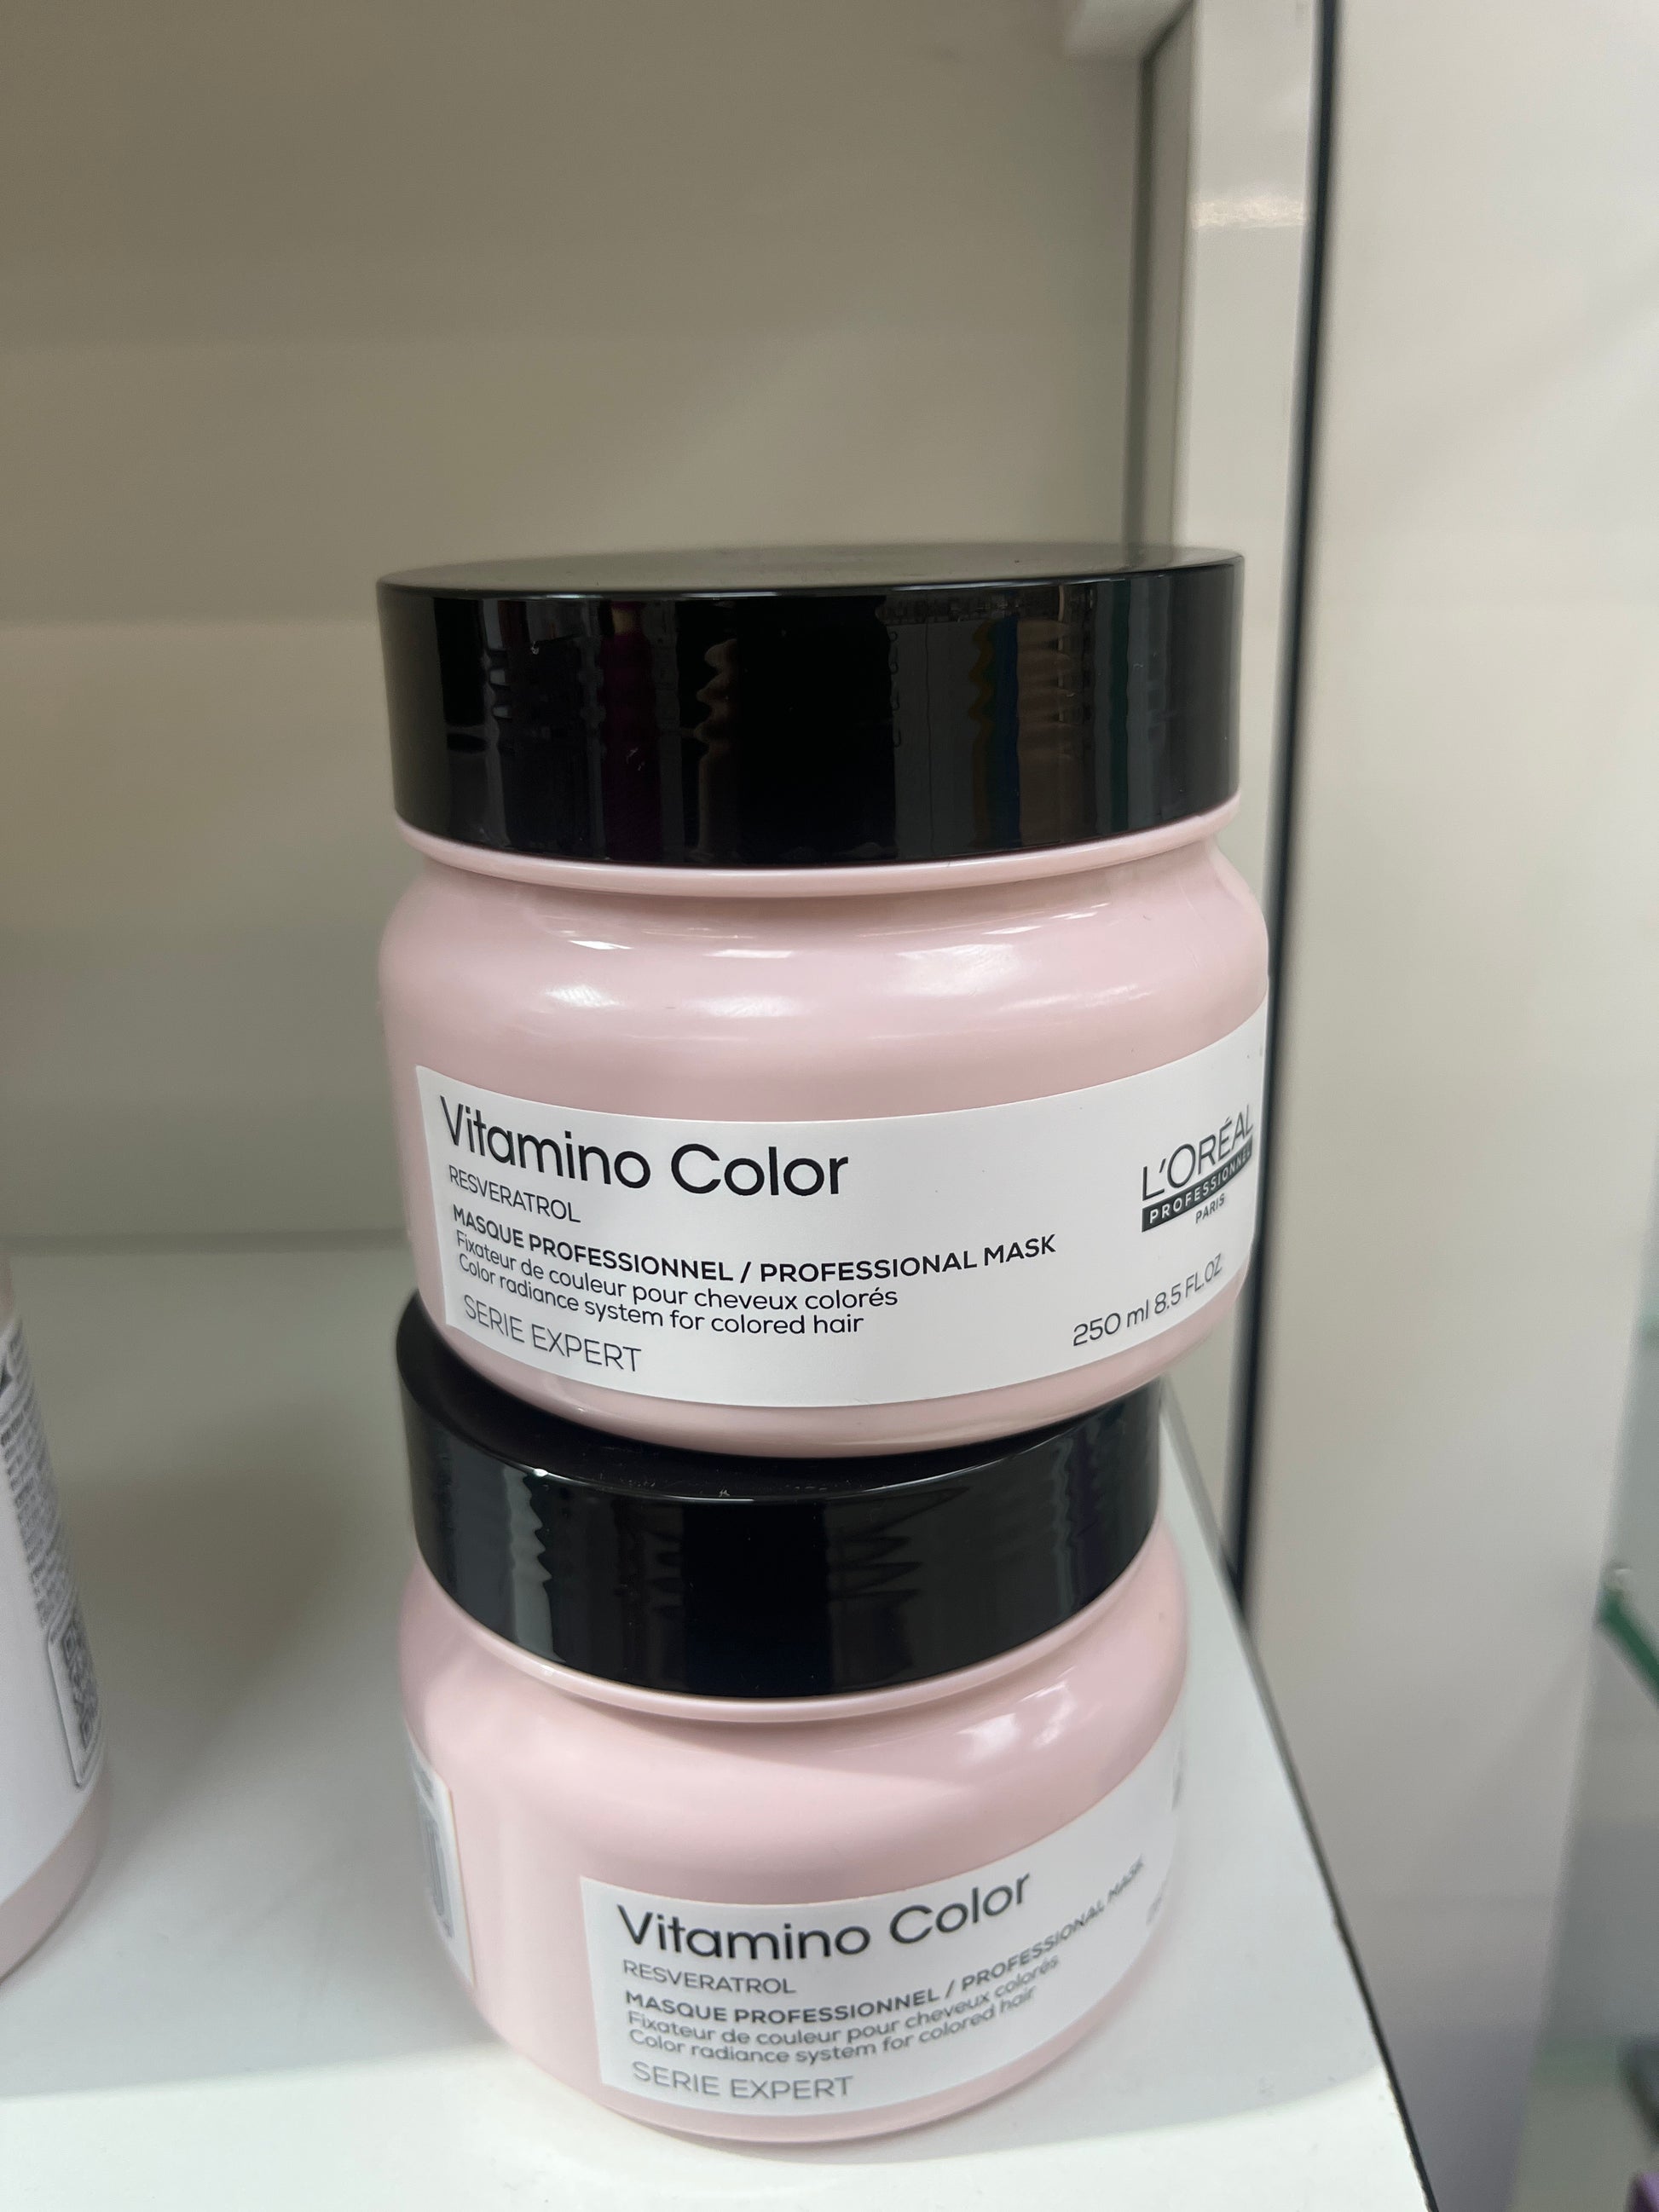 Vitamino Color
RESVERATROL
MASQUE PROFESSIONNEL / PROFESSIONAL MASK
Fixateur de couleur pour cheveux colorés
Color radiance system for colored hair
SERIE EXPERT
L'ORÉAL
PROFESSIONNEL
PARIS
250 ml 8.5 FL.OZ.
Vitamino Color
RESVERATROL
MASQUE PROFESSIONNEL / PROFESSIONAL MASK
Fixateur de couleur pour cheveux colorés
Color radiance system for colored hair
SERIE EXPERT